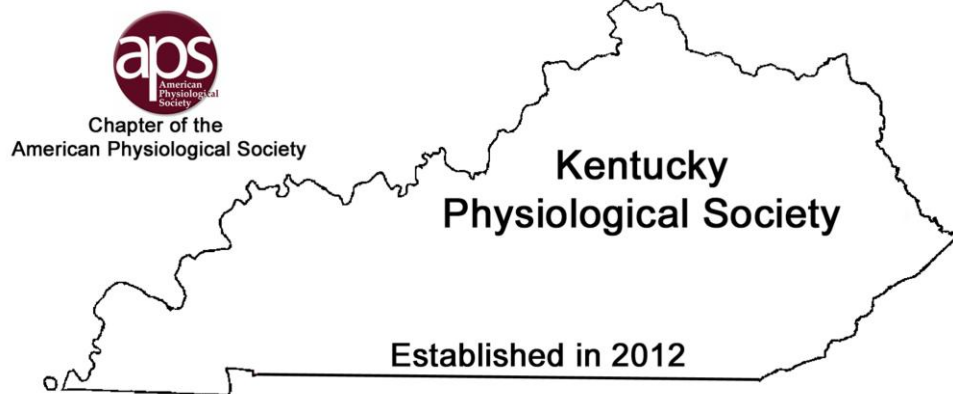 aps
American
Physiological
Society
Chapter of the
American Physiological Society
Kentucky
Physiological Society
Established in 2012